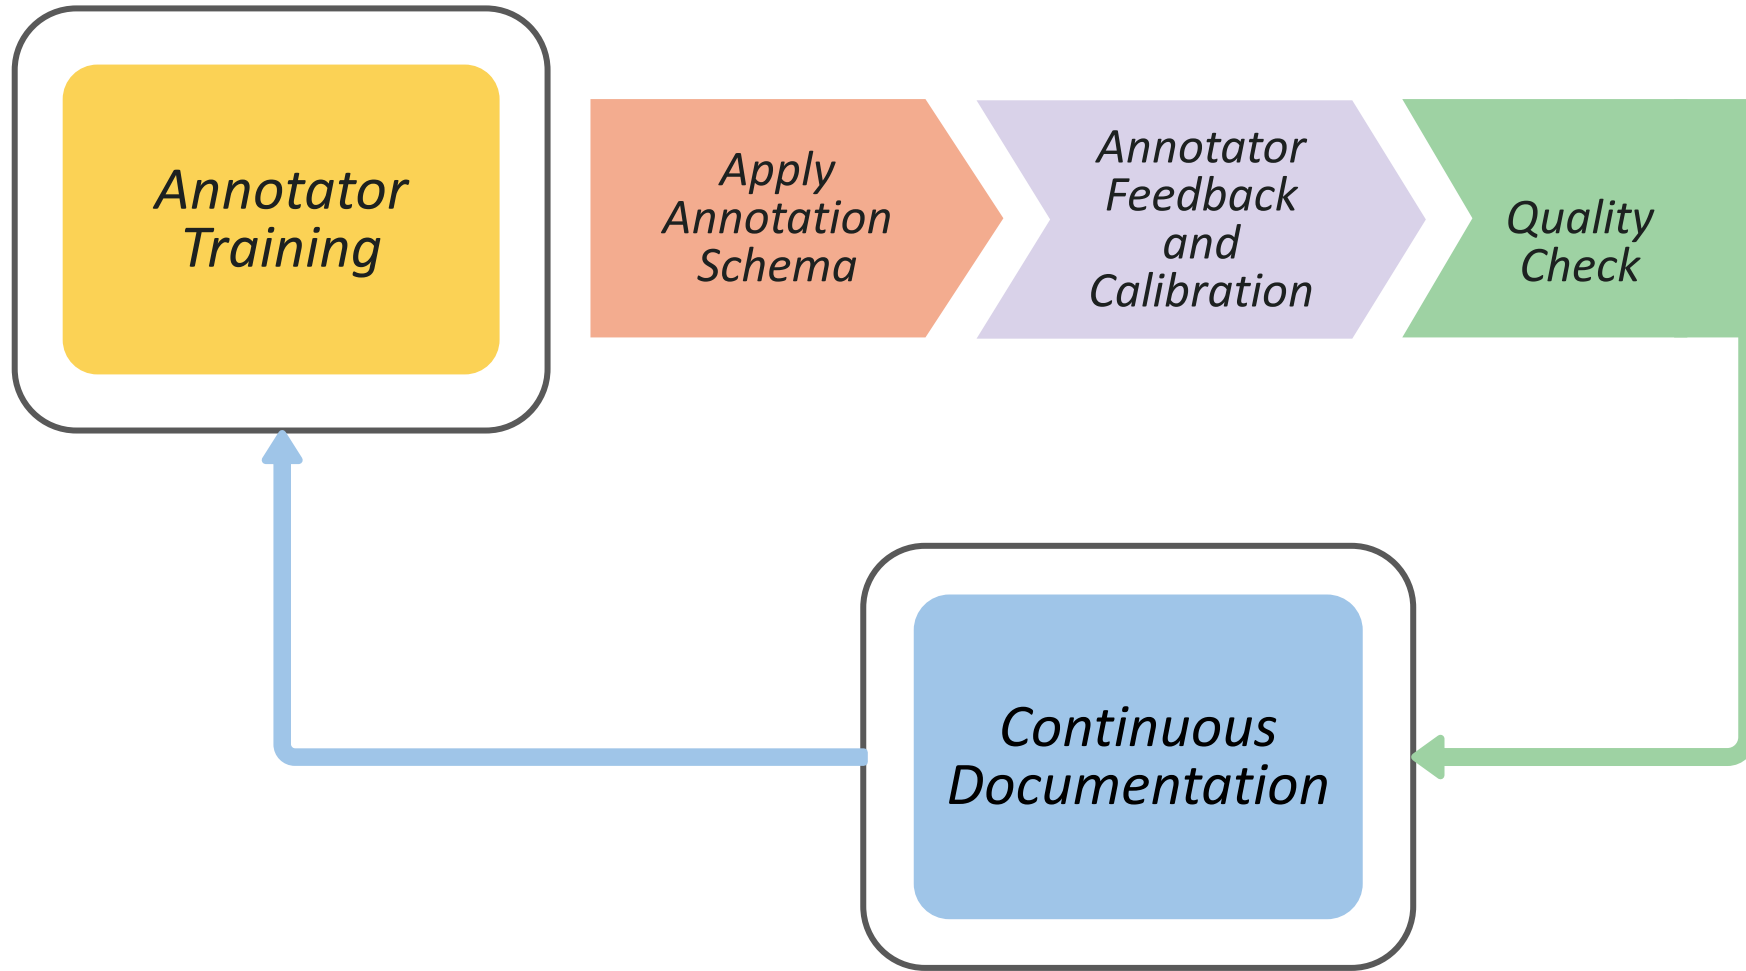 Annotator
Training
Apply
Annotation
Schema
Annotator
Feedback
and
Calibration
Quality
Check
Continuous
Documentation